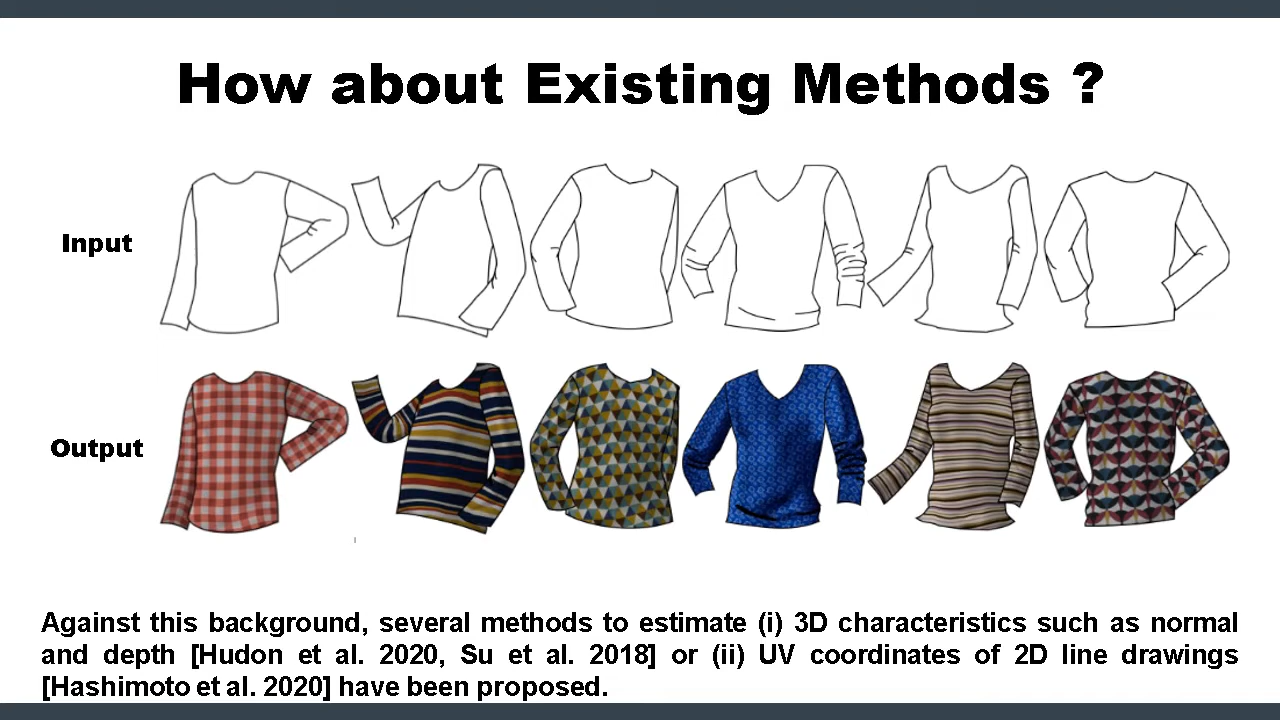 How about Existing Methods ?
Input
Output
Against this background, several methods to estimate (i) 3D characteristics such as normal
and depth [Hudon et al. 2020, Su et al. 2018] or (ii) UV coordinates of 2D line drawings
[Hashimoto et al. 2020] have been proposed.